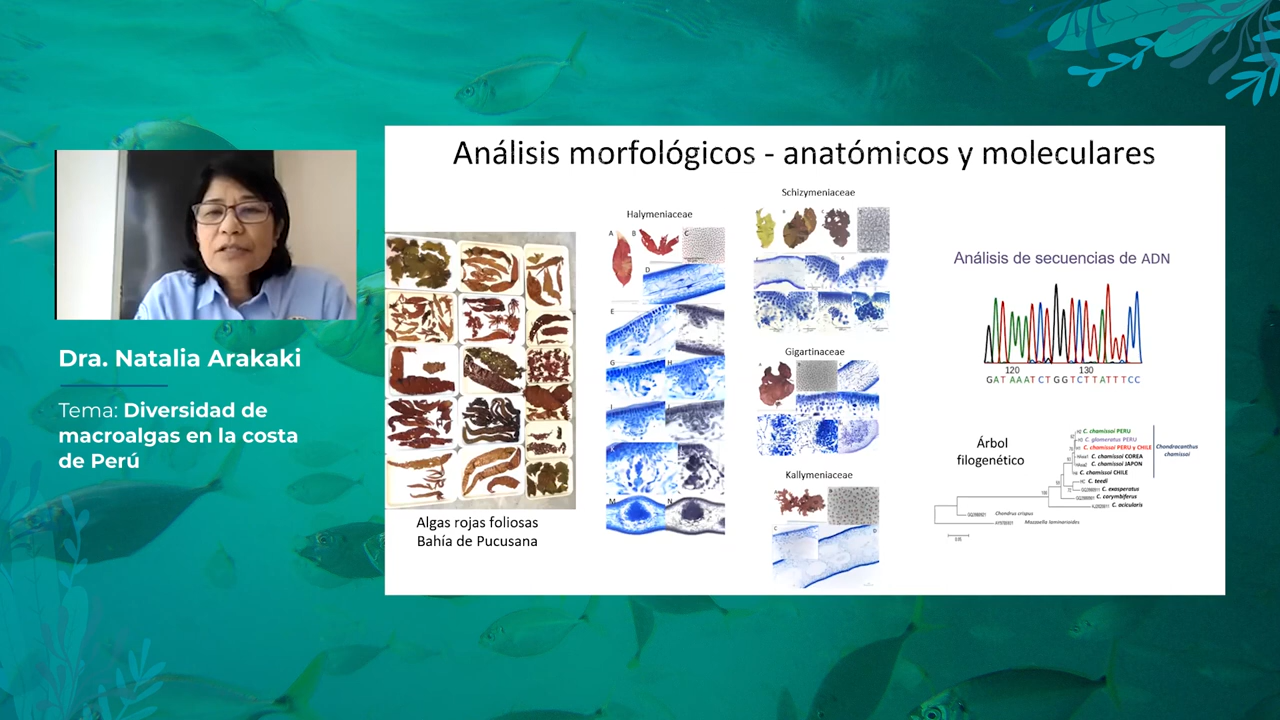 Dra. Natalia Arakaki
Tema: Diversidad de
macroalgas en la costa
de Perú
Análisis morfológicos - anatómicos y moleculares
Algas rojas foliosas
Bahía de Pucusana
Halymeniaceae
A
B
C
D
E
G
H
I
J
K
M
N
Schizymeniaceae
Gigartinaceae
Kallymeniaceae
C
D
Análisis de secuencias de ADN
120 130
GATAAATCTGGTCTTATTTCC
Árbol
filogenético
C. chamissoi PERU
C. glomeratus PERU
C. chamissoi PERU y CHILE
C. chamissoi COREA
C. chamissoi JAPON
C. chamissoi CHILE
C. teedi
C. exasperatus
C. corymbiferus
C. acicularis
Chondrus crispus
Mazzaella laminarioides
Chondracanthus
chamissoi